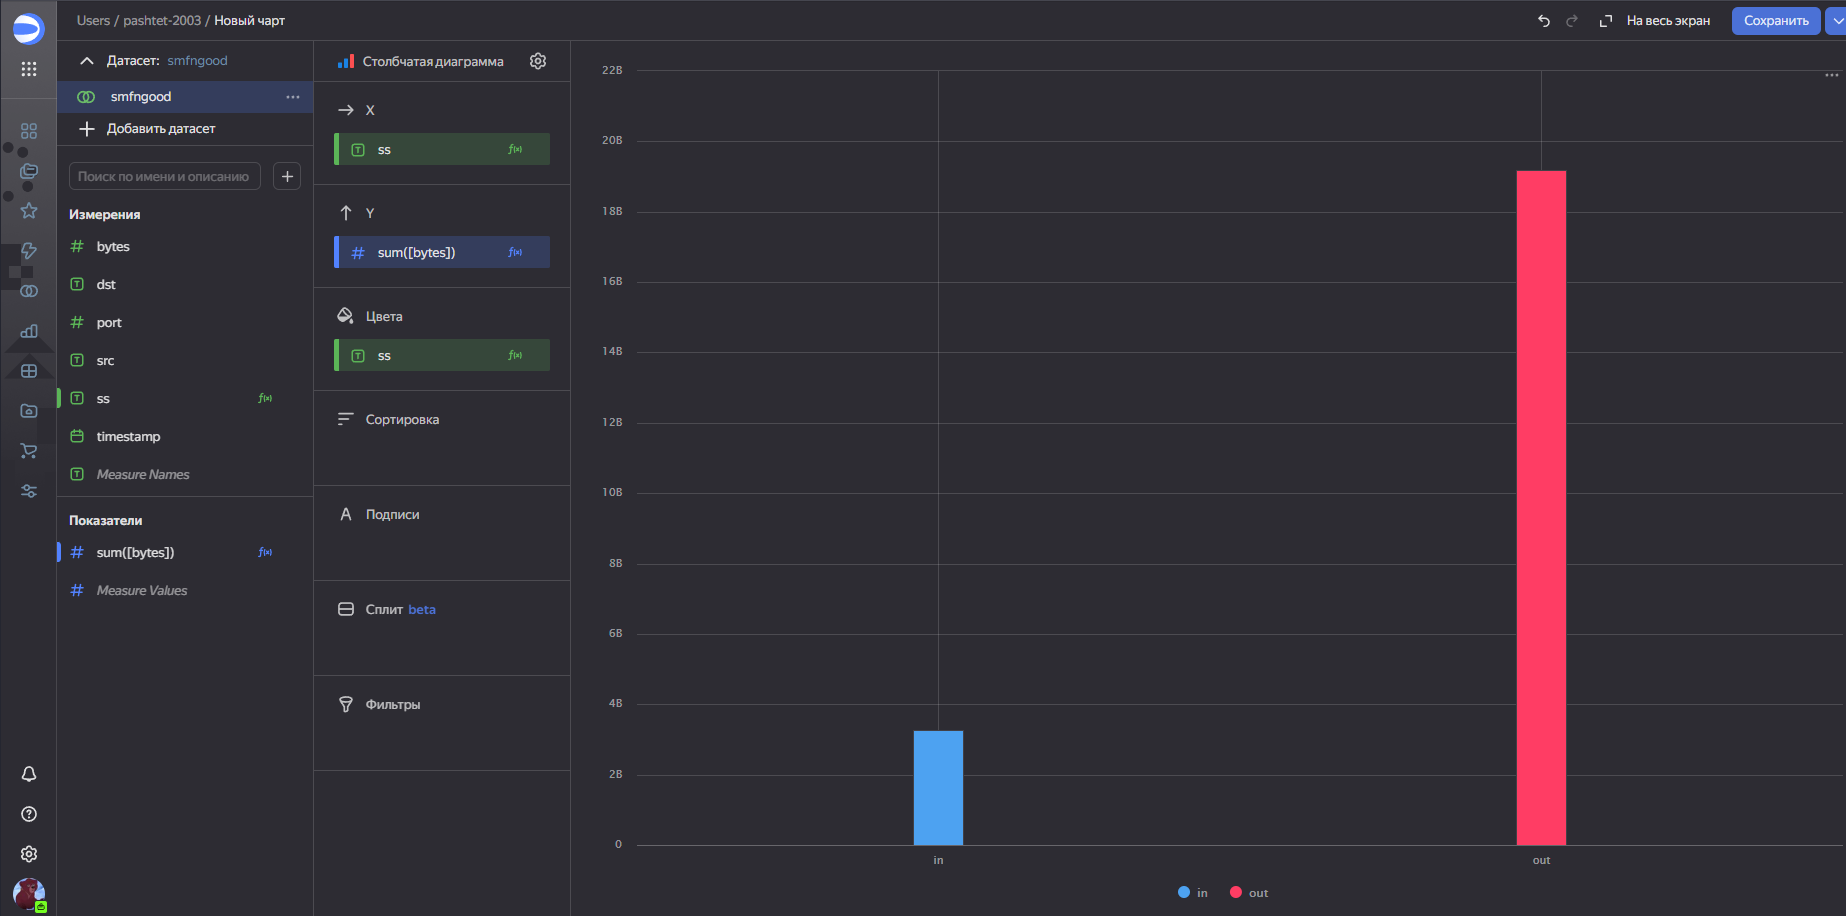 Users / pashtet-2003 / Новый чарт
На весь экран
Сохранить
Датасет: smfngood
smfngood
Добавить датасет
Поиск по имени и описанию
Измерения
# bytes
T dst
# port
T src
T ss f(x)
timestamp
T Measure Names
Показатели
# sum([bytes]) f(x)
# Measure Values
Столбчатая диаграмма
X
T ss f(x)
Y
# sum([bytes]) f(x)
Цвета
T ss f(x)
Сортировка
A Подписи
Сплит beta
Фильтры
22B
20B
18B
16B
14B
12B
10B
8B
6B
4B
2B
0
in
out
in
out